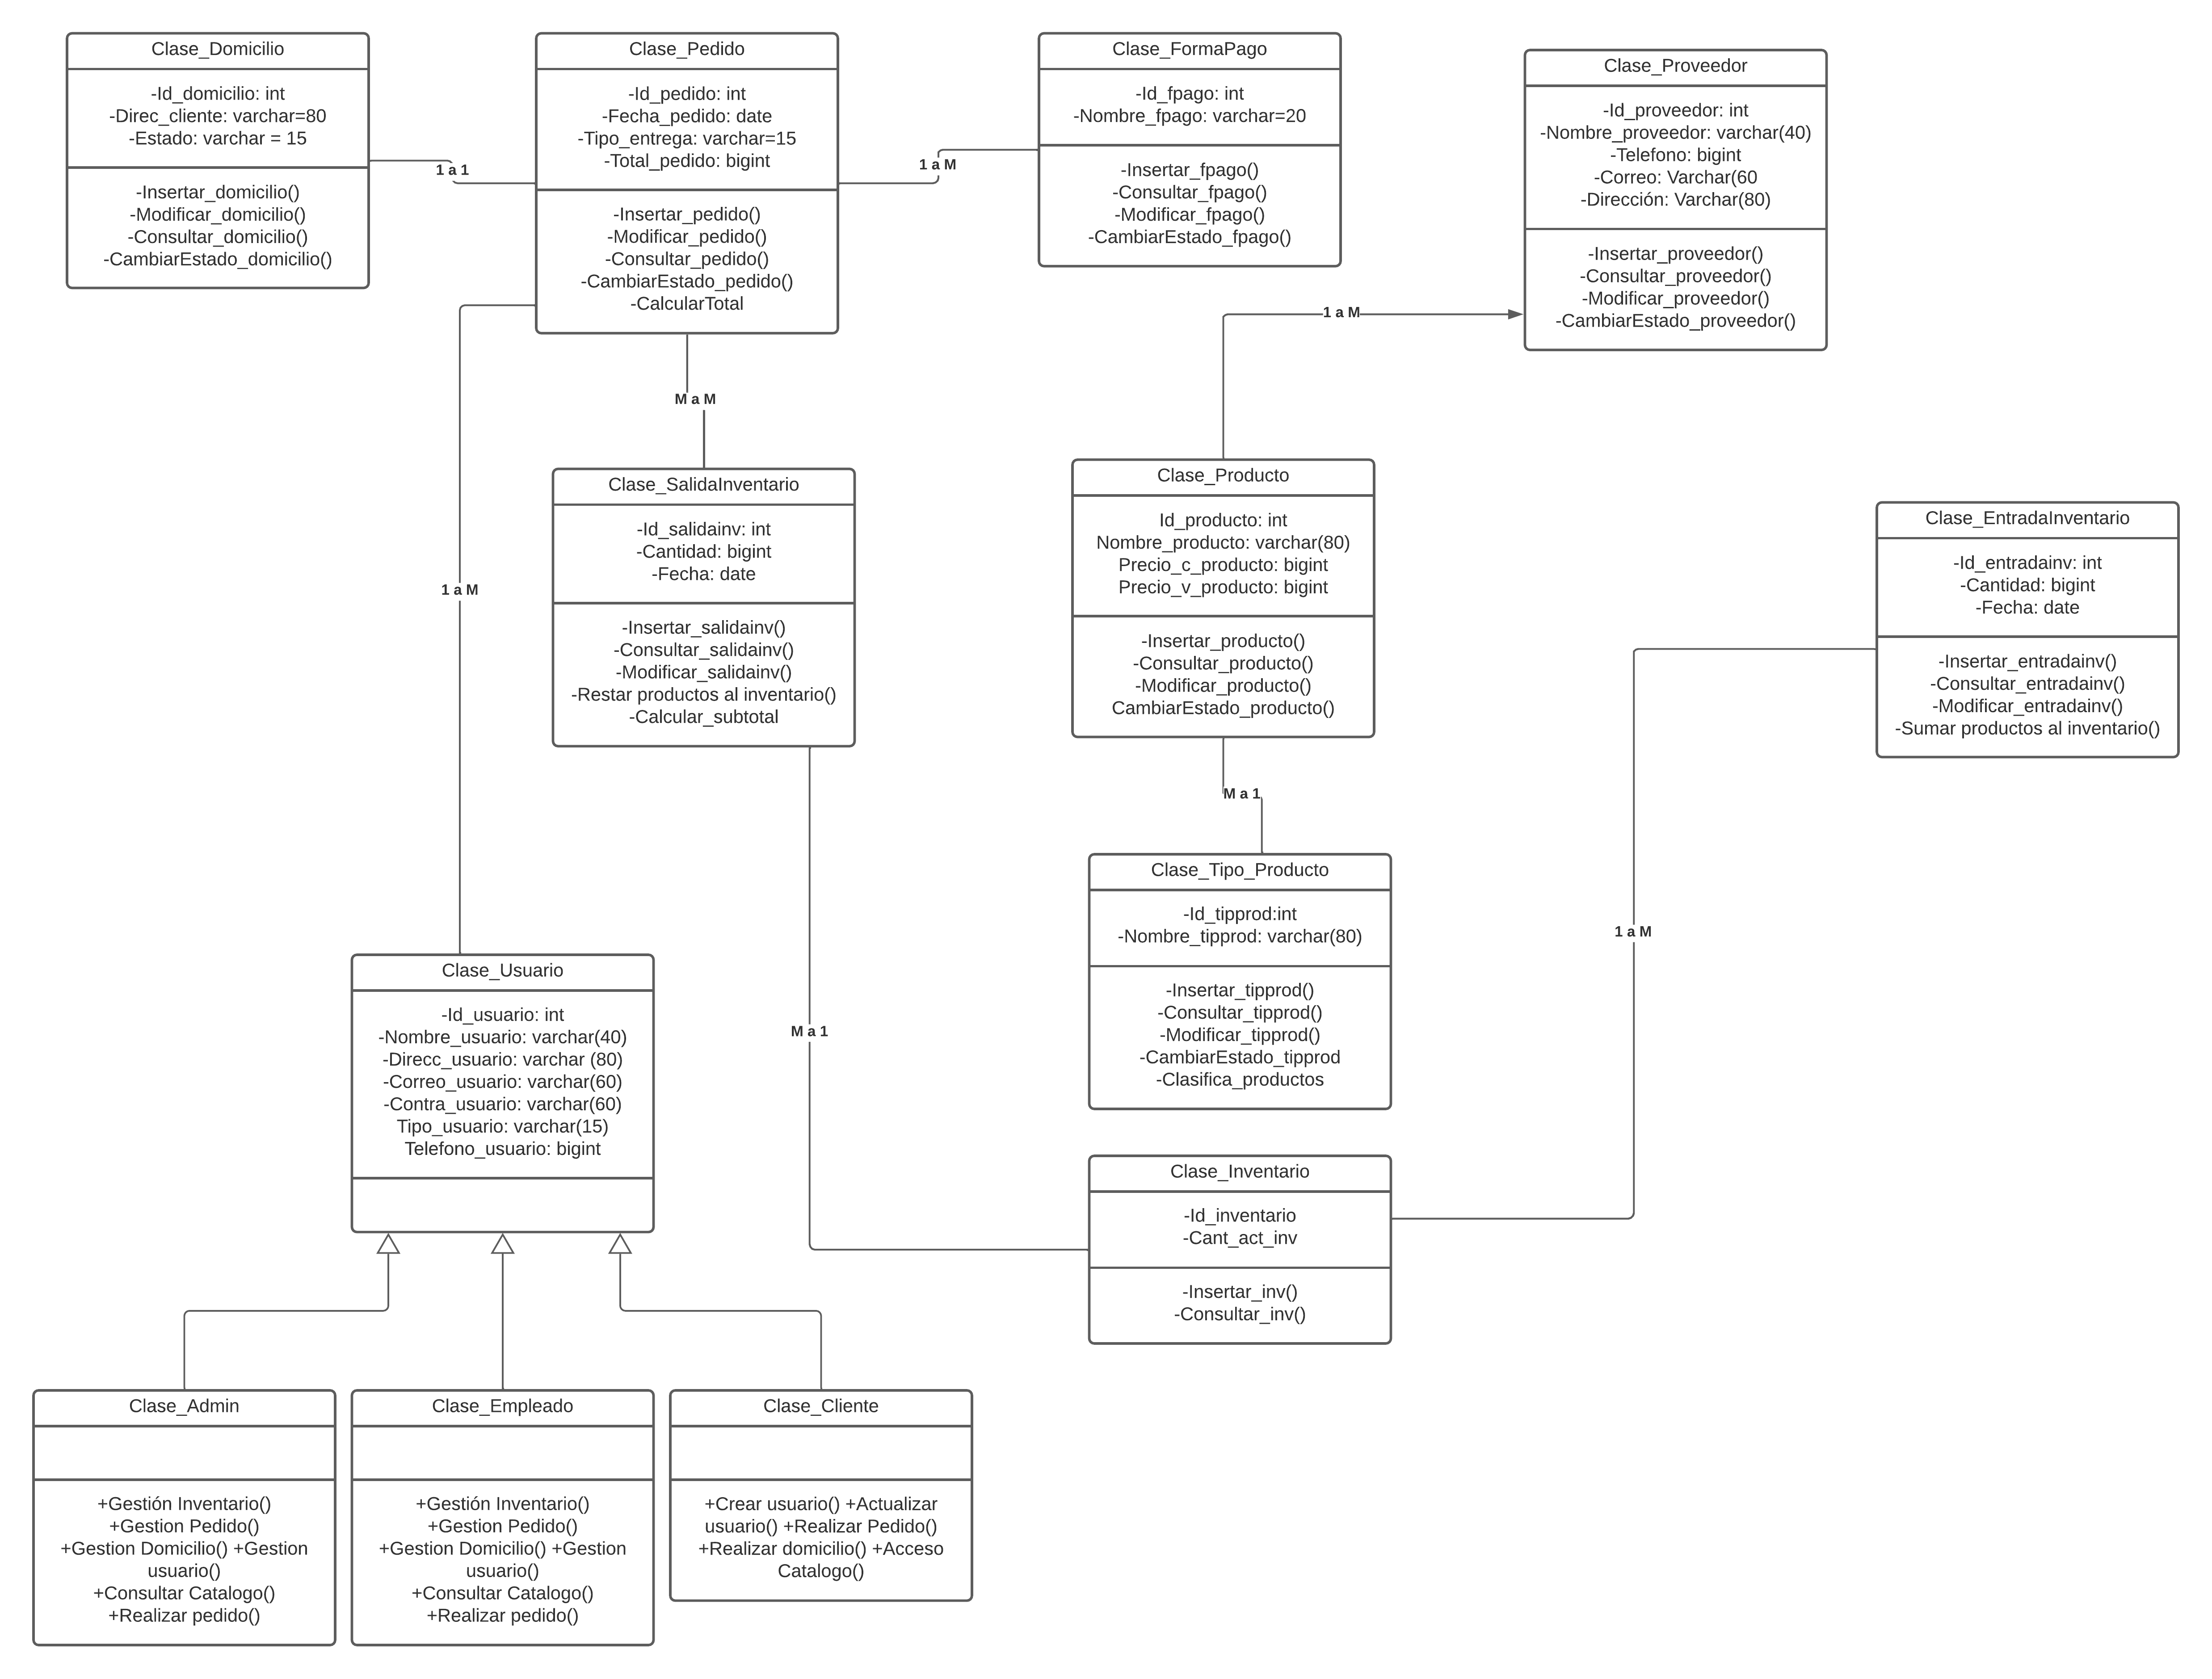 Clase_Domicilio
-Id_domicilio: int
-Direc_cliente: varchar=80
-Estado: varchar = 15
-Insertar_domicilio()
-Modificar_domicilio()
-Consultar_domicilio()
-CambiarEstado_domicilio()
1 a 1
Clase_Pedido
-Id_pedido: int
-Fecha_pedido: date
-Tipo_entrega: varchar=15
-Total_pedido: bigint
-Insertar_pedido()
-Modificar_pedido()
-Consultar_pedido()
-CambiarEstado_pedido()
-CalcularTotal
1 a M
Clase_FormaPago
-Id_fpago: int
-Nombre_fpago: varchar=20
-Insertar_fpago()
-Consultar_fpago()
-Modificar_fpago()
-CambiarEstado_fpago()
Clase_Proveedor
-Id_proveedor: int
-Nombre_proveedor: varchar(40)
-Telefono: bigint
-Correo: Varchar(60
-Dirección: Varchar(80)
-Insertar_proveedor()
-Consultar_proveedor()
-Modificar_proveedor()
-CambiarEstado_proveedor()
1 a M
M a M
Clase_SalidaInventario
-Id_salidainv: int
-Cantidad: bigint
-Fecha: date
-Insertar_salidainv()
-Consultar_salidainv()
-Modificar_salidainv()
-Restar productos al inventario()
-Calcular_subtotal
1 a M
Clase_Producto
Id_producto: int
Nombre_producto: varchar(80)
Precio_c_producto: bigint
Precio_v_producto: bigint
-Insertar_producto()
-Consultar_producto()
-Modificar_producto()
CambiarEstado_producto()
Clase_EntradaInventario
-Id_entradainv: int
-Cantidad: bigint
-Fecha: date
-Insertar_entradainv()
-Consultar_entradainv()
-Modificar_entradainv()
-Sumar productos al inventario()
M a 1
Clase_Tipo_Producto
-Id_tipprod:int
-Nombre_tipprod: varchar(80)
-Insertar_tipprod()
-Consultar_tipprod()
-Modificar_tipprod()
-CambiarEstado_tipprod
-Clasifica_productos
1 a M
Clase_Usuario
-Id_usuario: int
-Nombre_usuario: varchar(40)
-Direcc_usuario: varchar (80)
-Correo_usuario: varchar(60)
-Contra_usuario: varchar(60)
Tipo_usuario: varchar(15)
Telefono_usuario: bigint
M a 1
Clase_Inventario
-Id_inventario
-Cant_act_inv
-Insertar_inv()
-Consultar_inv()
Clase_Admin
+Gestión Inventario()
+Gestion Pedido()
+Gestion Domicilio() +Gestion
usuario()
+Consultar Catalogo()
+Realizar pedido()
Clase_Empleado
+Gestión Inventario()
+Gestion Pedido()
+Gestion Domicilio() +Gestion
usuario()
+Consultar Catalogo()
+Realizar pedido()
Clase_Cliente
+Crear usuario() +Actualizar
usuario() +Realizar Pedido()
+Realizar domicilio() +Acceso
Catalogo()